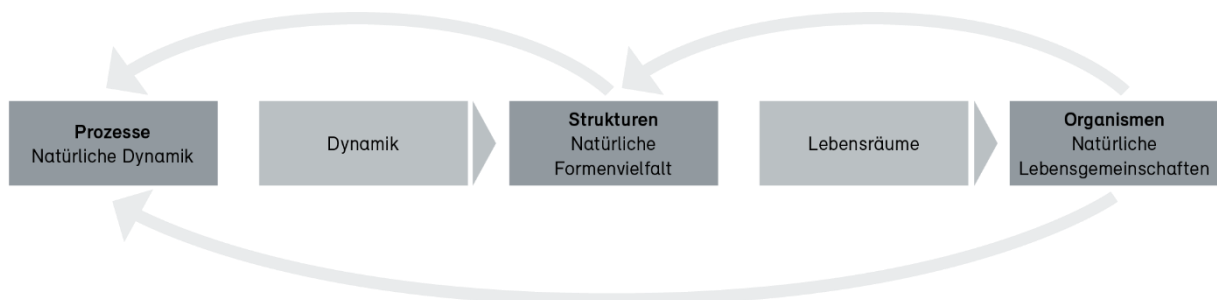 Prozesse
Natürliche Dynamik
Dynamik
Strukturen
Natürliche
Formenvielfalt
Lebensräume
Organismen
Natürliche
Lebensgemeinschaften